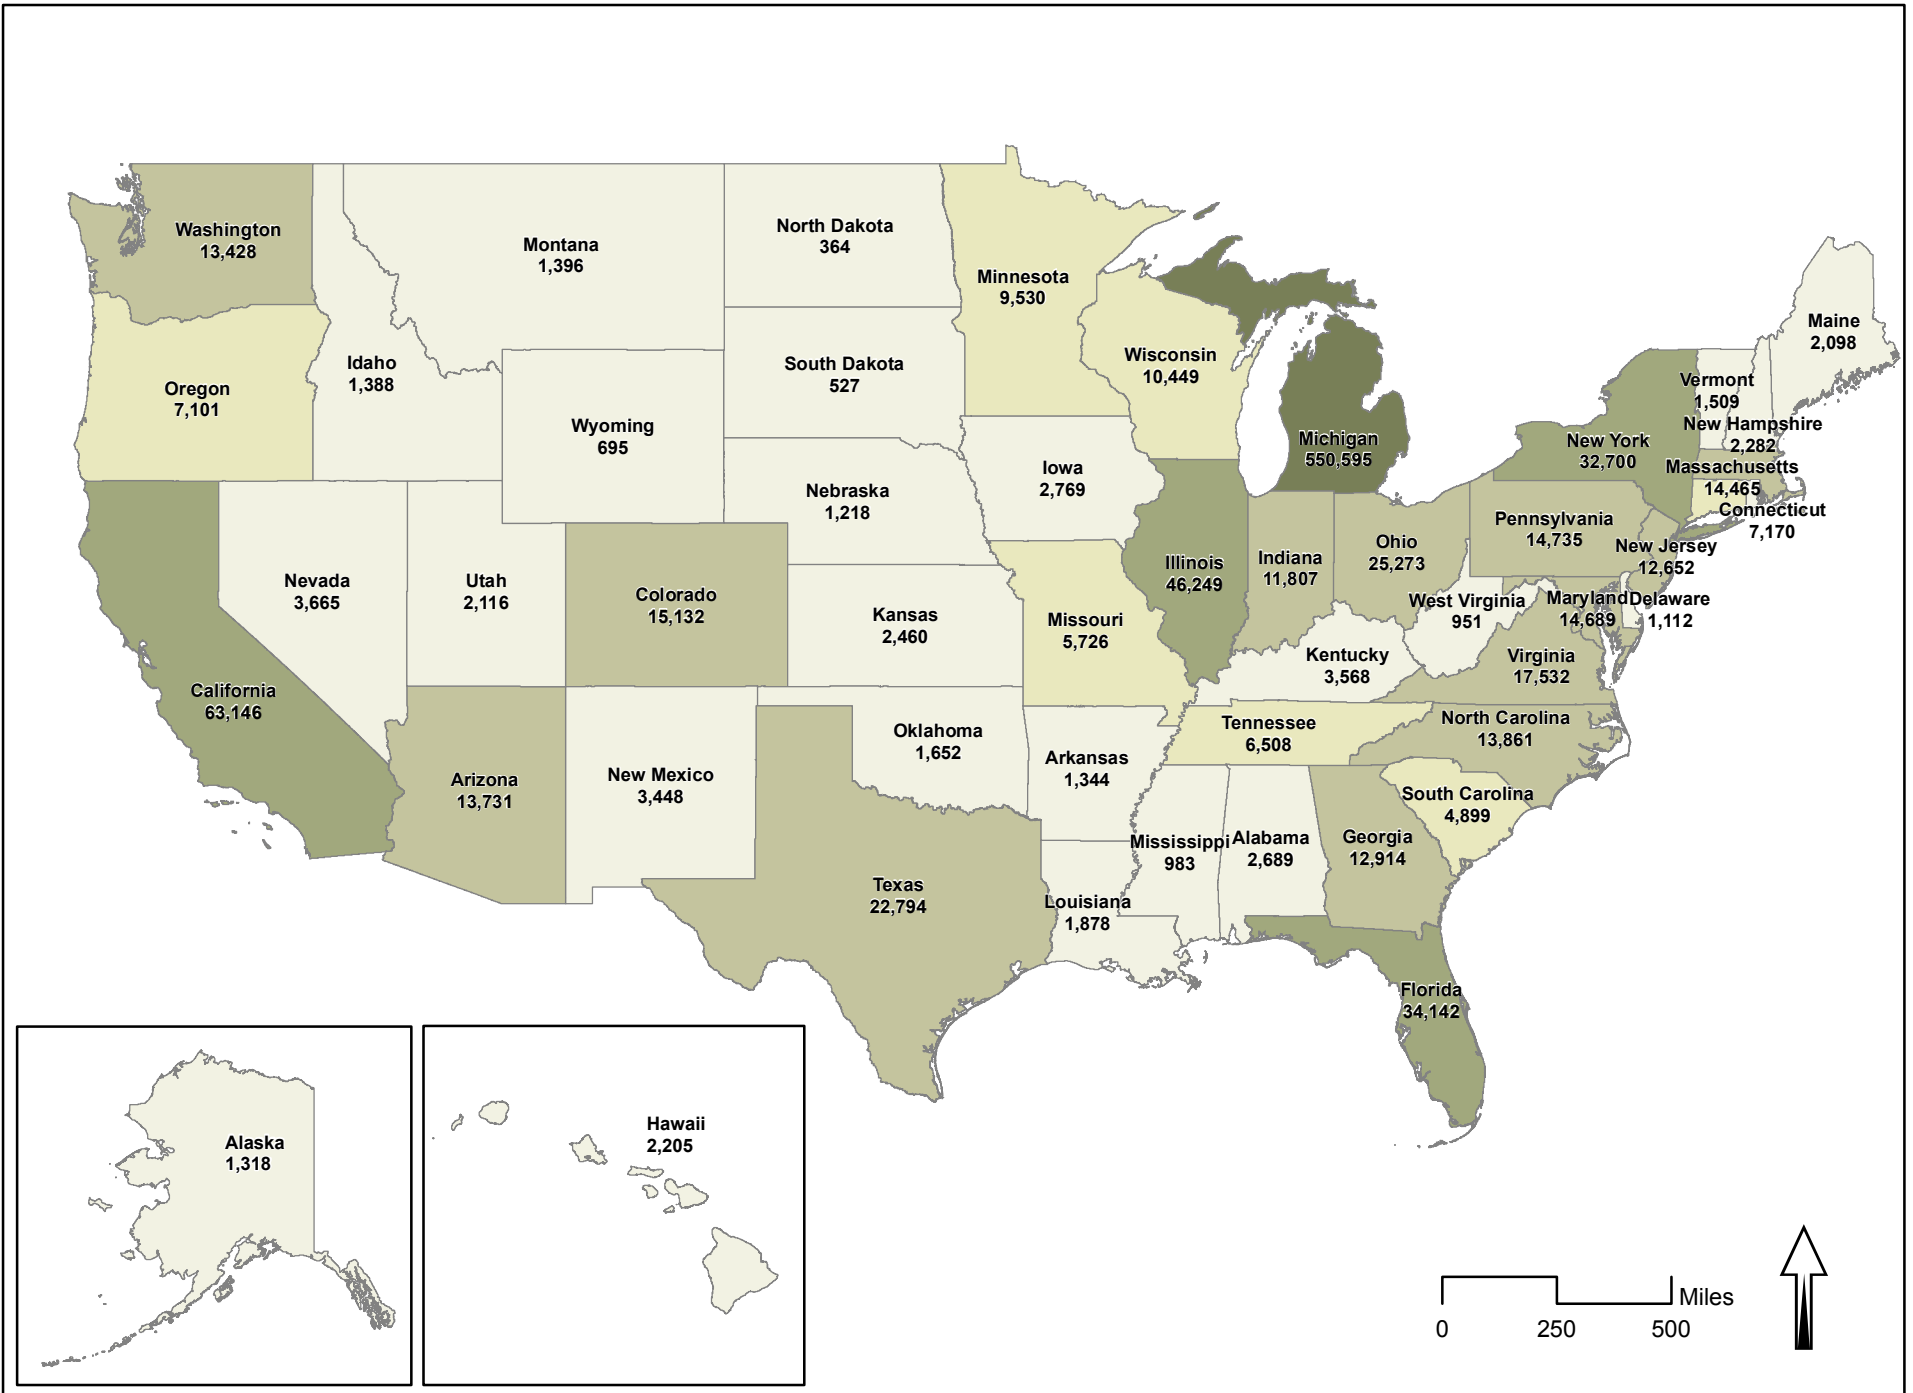 Washington
13,428
Montana
1,396
North Dakota
364
Minnesota
9,530
Oregon
7,101
Idaho
1,388
Wyoming
695
South Dakota
527
Wisconsin
10,449
Michigan
550,595
Maine
2,098
Vermont
1,509
New Hampshire
2,282
New York
32,700
Massachusetts
14,465
Connecticut
7,170
Iowa
2,769
Nebraska
1,218
Pennsylvania
14,735
New Jersey
12,652
Nevada
3,665
Utah
2,116
Colorado
15,132
Kansas
2,460
Missouri
5,726
Illinois
46,249
Indiana
11,807
Ohio
25,273
West Virginia
951
Maryland
14,689
Delaware
1,112
California
63,146
Kentucky
3,568
Virginia
17,532
Arizona
13,731
New Mexico
3,448
Oklahoma
1,652
Arkansas
1,344
Tennessee
6,508
North Carolina
13,861
South Carolina
4,899
Texas
22,794
Louisiana
1,878
Mississippi
983
Alabama
2,689
Georgia
12,914
Florida
34,142
Alaska
1,318
Hawaii
2,205
Miles
0
250
500